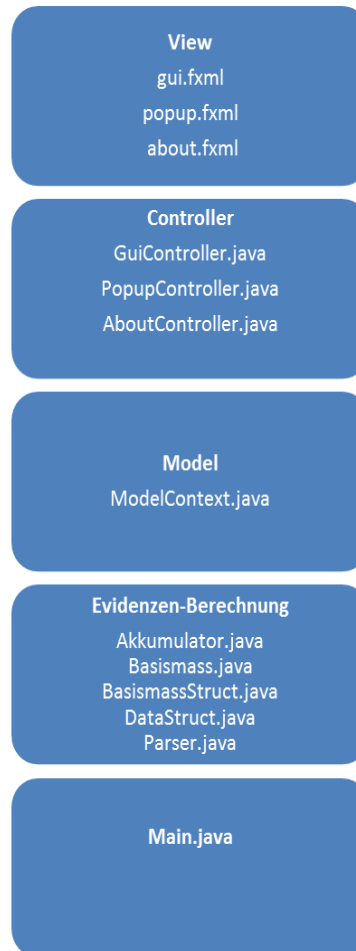 View
gui.fxml
popup.fxml
about.fxml
Controller
GuiController.java
PopupController.java
AboutController.java
Model
ModelContext.java
Evidenzen-Berechnung
Akkumulator.java
Basismass.java
BasismassStruct.java
DataStruct.java
Parser.java
Main.java